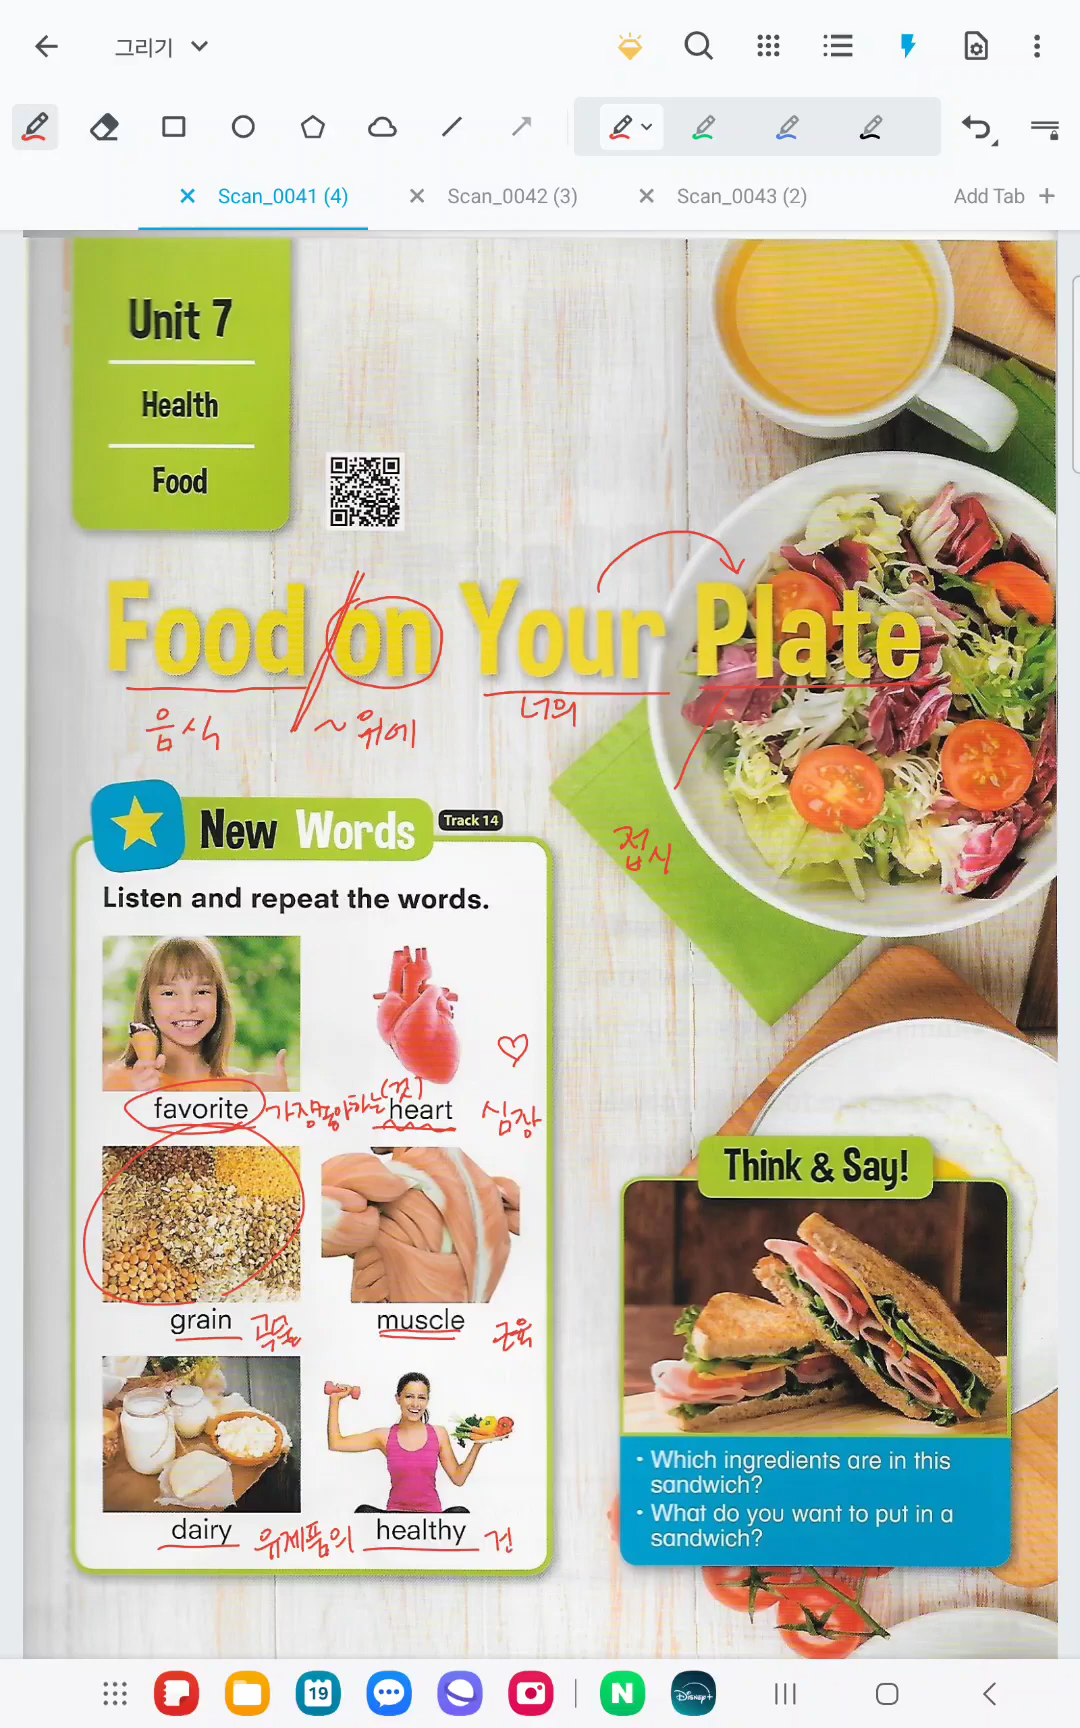 그리기
Scan_0041 (4)
Scan_0042 (3)
Scan_0043 (2)
Add Tab
Unit 7
Health
Food
Food on Your Plate
음식
~ 위에
너의
접시
New Words
Track 14
Listen and repeat the words.
favorite 가장좋아하는(것)
heart 심장
grain 곡물
muscle 근육
dairy 유제품의
healthy 건
Think & Say!
• Which ingredients are in this
sandwich?
• What do you want to put in a
sandwich?
19
N
Disney+